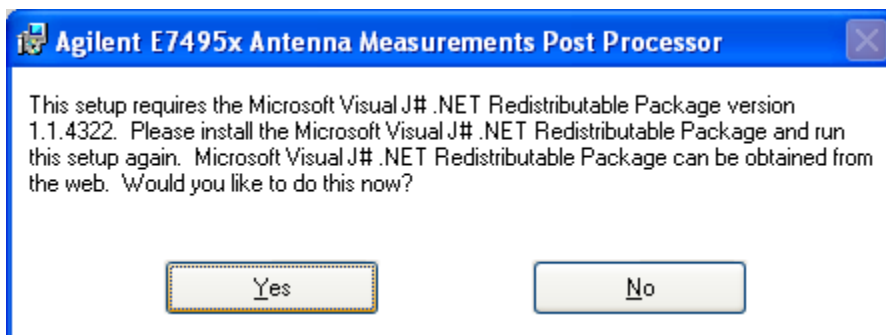 Agilent E7495x Antenna Measurements Post Processor
This setup requires the Microsoft Visual J# .NET Redistributable Package version
1.1.4322.  Please install the Microsoft Visual J# .NET Redistributable Package and run
this setup again.  Microsoft Visual J# .NET Redistributable Package can be obtained from
the web.  Would you like to do this now?
Yes
No